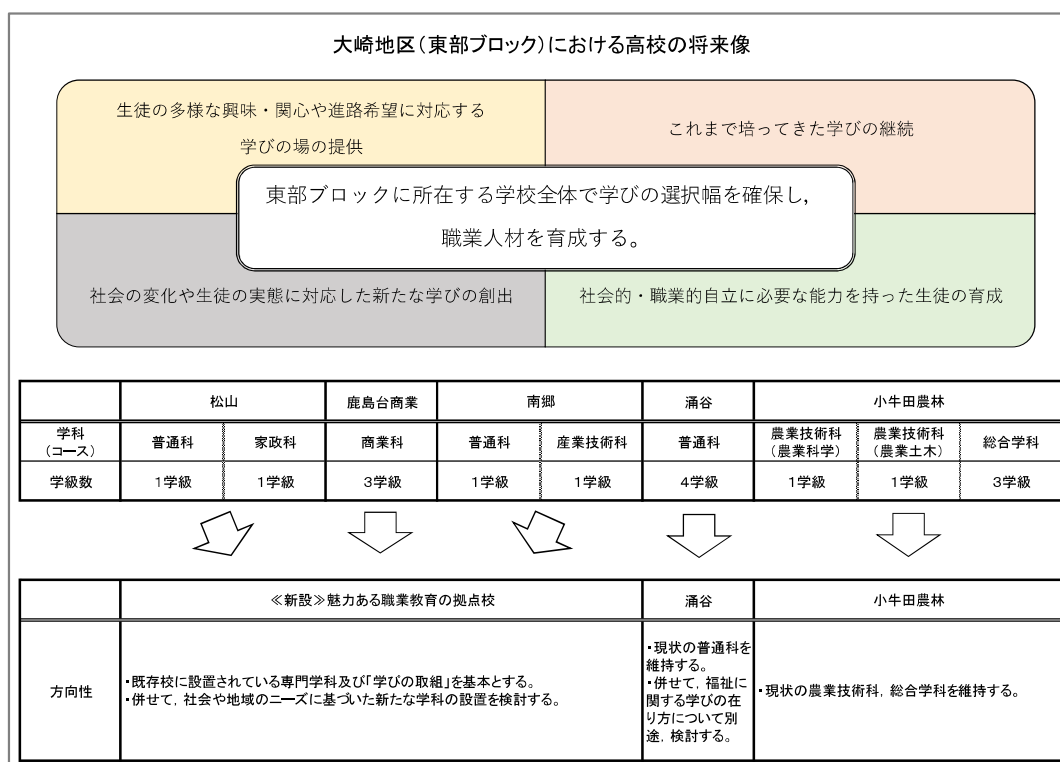 大崎地区(東部ブロック)における高校の将来像
生徒の多様な興味・関心や進路希望に対応する
学びの場の提供
これまで培ってきた学びの継続
東部ブロックに所在する学校全体で学びの選択幅を確保し,
職業人材を育成する。
社会の変化や生徒の実態に対応した新たな学びの創出
社会的・職業的自立に必要な能力を持った生徒の育成
松山 鹿島台商業 南郷 涌谷 小牛田農林
学科
(コース)
普通科 家政科 商業科 普通科 産業技術科 普通科
農業技術科
(農業科学)
農業技術科
(農業土木)
総合学科
学級数 1学級 1学級 3学級 1学級 1学級 4学級 1学級 1学級 3学級
≪新設≫魅力ある職業教育の拠点校 涌谷 小牛田農林
方向性
・既存校に設置されている専門学科及び「学びの取組」を基本とする。
・併せて,社会や地域のニーズに基づいた新たな学科の設置を検討する。
・現状の普通科を
維持する。
・併せて,福祉に
関する学びの在
り方について別
途,検討する。
・現状の農業技術科,総合学科を維持する。